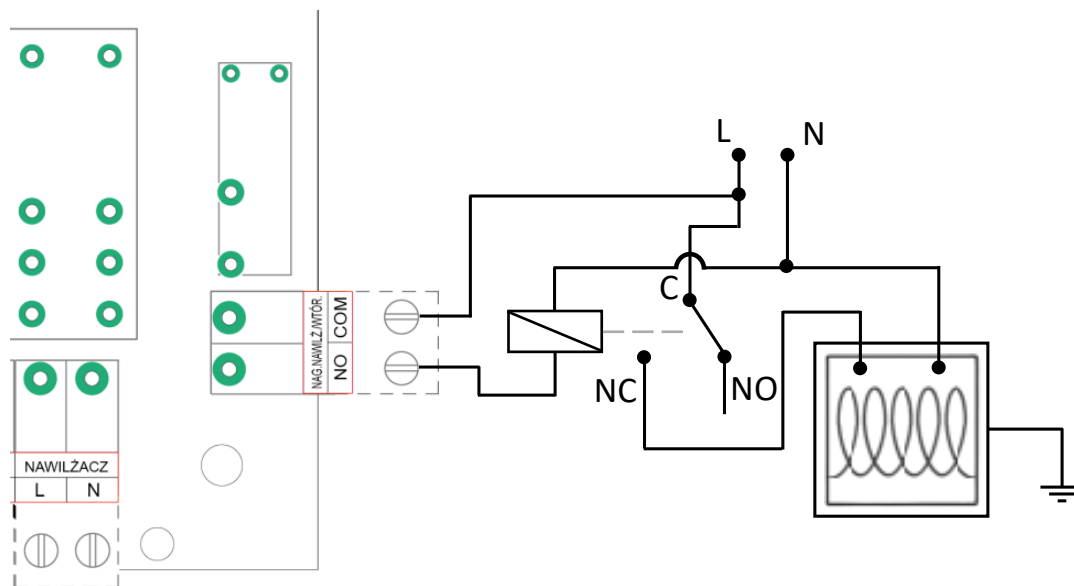 L N
C
NC NO
NAG.NAWILŻ./WTÓR.
NO COM
NAWILŻACZ
L N